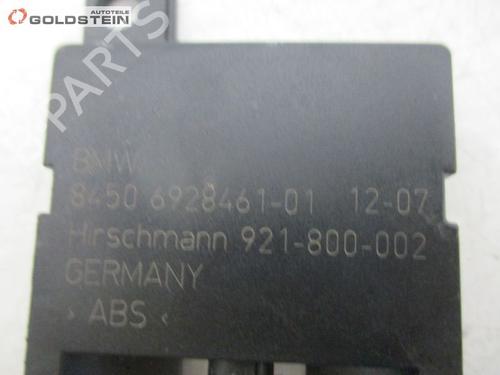 AUTOTEILE
GOLDSTEIN
PARTS
BMW
8450 6928461-01 12-07
Hirschmann 921-800-002
GERMANY
> ABS <